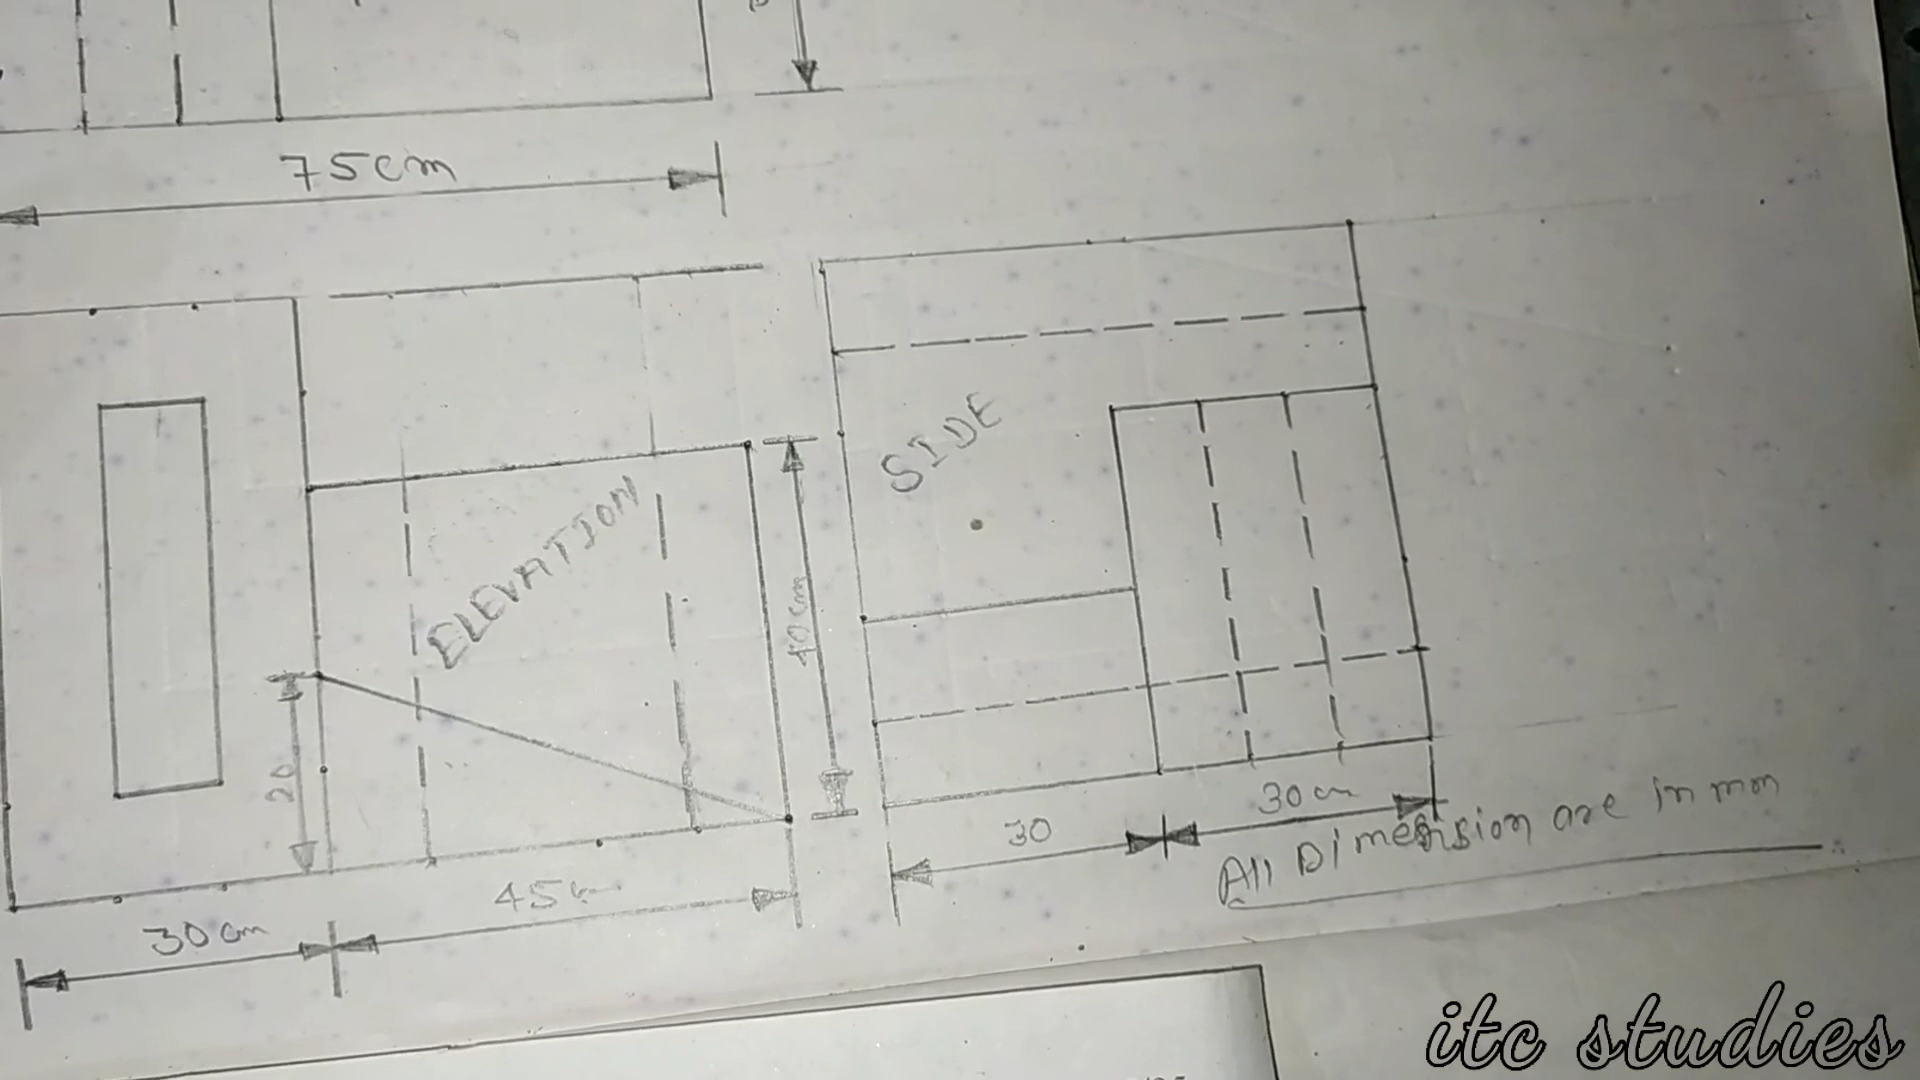 75cm
SIDE
ELEVATION
40cm
20
30cm
45cm
30
30cm
All Dimension are in mm
itc studies